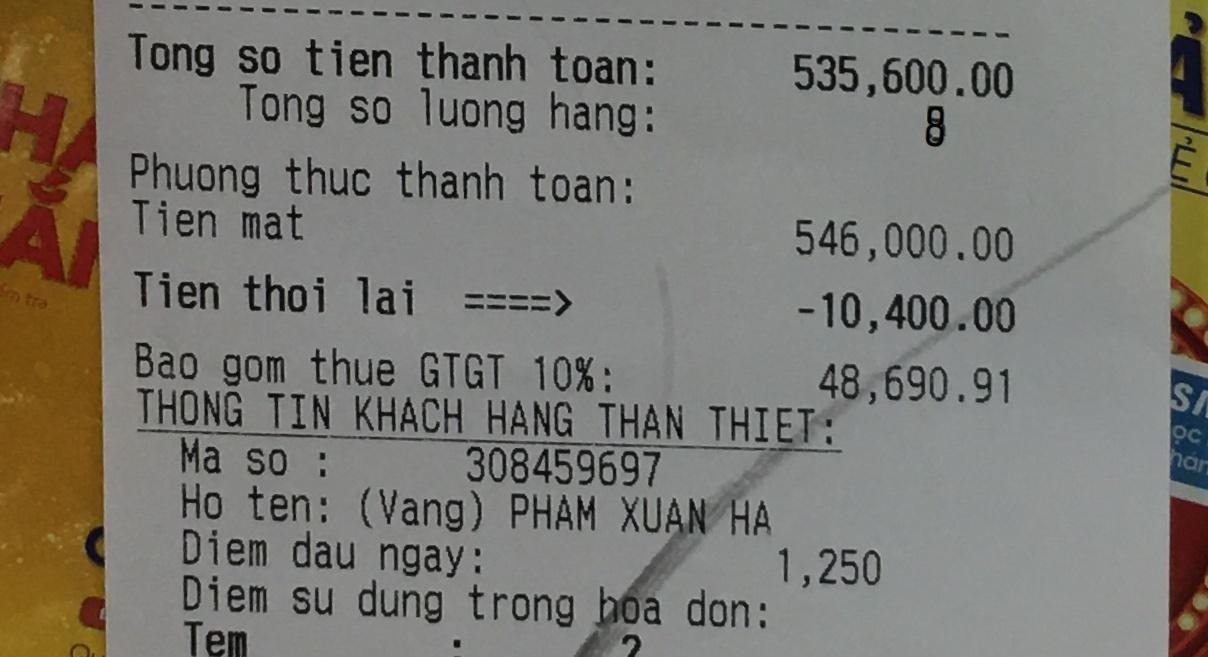 Tong so tien thanh toan: 535,600.00
Tong so luong hang: 8
Phuong thuc thanh toan:
Tien mat 546,000.00
Tien thoi lai ====> -10,400.00
Bao gom thue GTGT 10%: 48,690.91
THONG TIN KHACH HANG THAN THIET:
Ma so : 308459697
Ho ten: (Vang) PHAM XUAN HA
Diem dau ngay: 1,250
Diem su dung trong hoa don:
Tem : 2